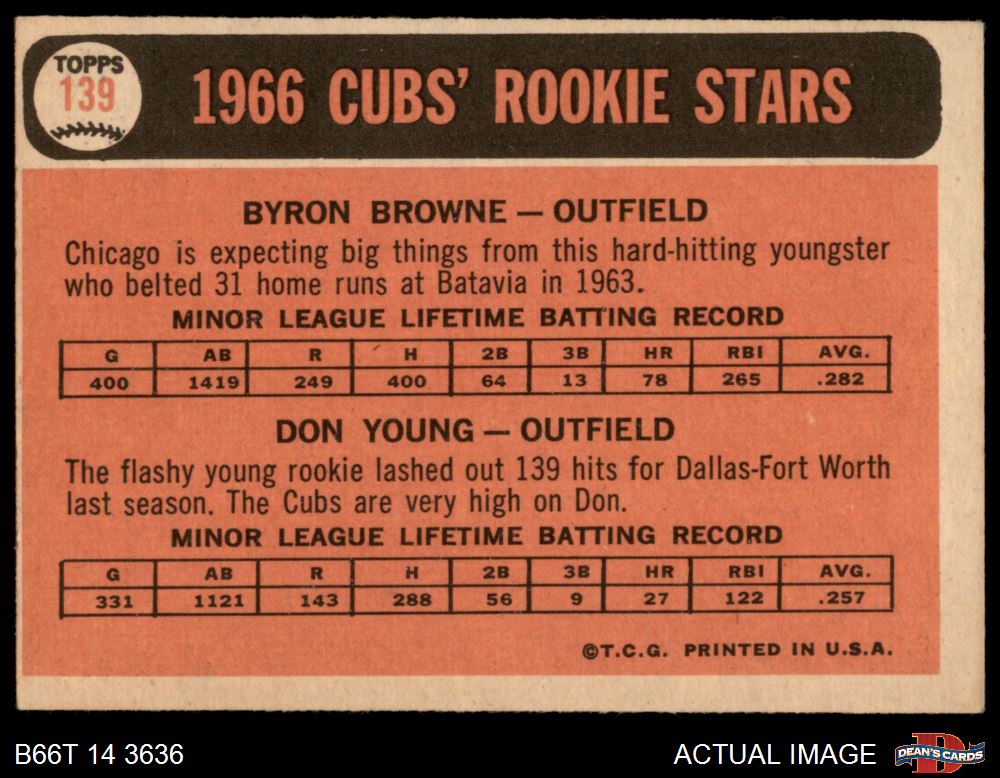 TOPPS
139
1966 CUBS' ROOKIE STARS
BYRON BROWNE — OUTFIELD
Chicago is expecting big things from this hard-hitting youngster
who belted 31 home runs at Batavia in 1963.
MINOR LEAGUE LIFETIME BATTING RECORD
G AB R H 2B 3B HR RBI AVG.
400 1419 249 400 64 13 78 265 .282
DON YOUNG — OUTFIELD
The flashy young rookie lashed out 139 hits for Dallas-Fort Worth
last season. The Cubs are very high on Don.
MINOR LEAGUE LIFETIME BATTING RECORD
G AB R H 2B 3B HR RBI AVG.
331 1121 143 288 56 9 27 122 .257
©T.C.G. PRINTED IN U.S.A.
B66T 14 3636
ACTUAL IMAGE
D
DEAN'S CARDS